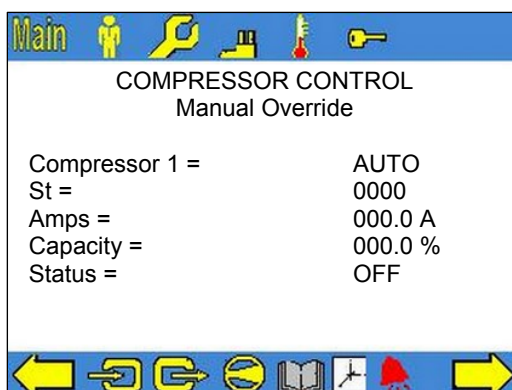 Main
COMPRESSOR CONTROL
Manual Override
Compressor 1 = AUTO
St = 0000
Amps = 000.0 A
Capacity = 000.0 %
Status = OFF